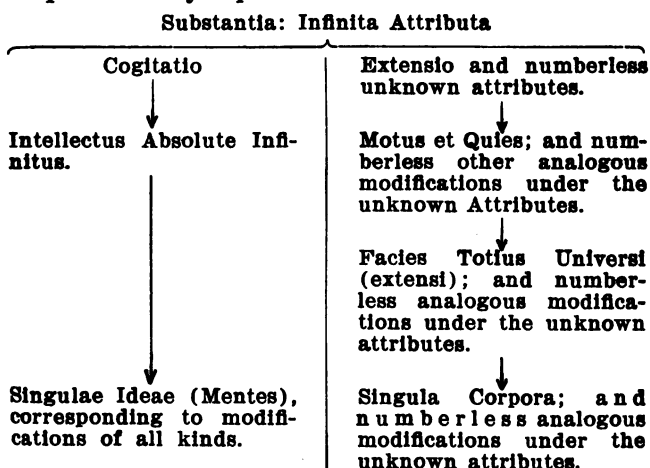 Substantia: Infinita Attributa
Cogitatio
Intellectus Absolute Infi-
nitus.
Singulae Ideae (Mentes),
corresponding to modifi-
cations of all kinds.
Extensio and numberless
unknown attributes.
Motus et Quies; and num-
berless other analogous
modifications under the
unknown Attributes.
Facies Totius Universi
(extensi); and number-
less analogous modifica-
tions under the unknown
attributes.
Singula Corpora; and
numberless analogous
modifications under the
unknown attributes.